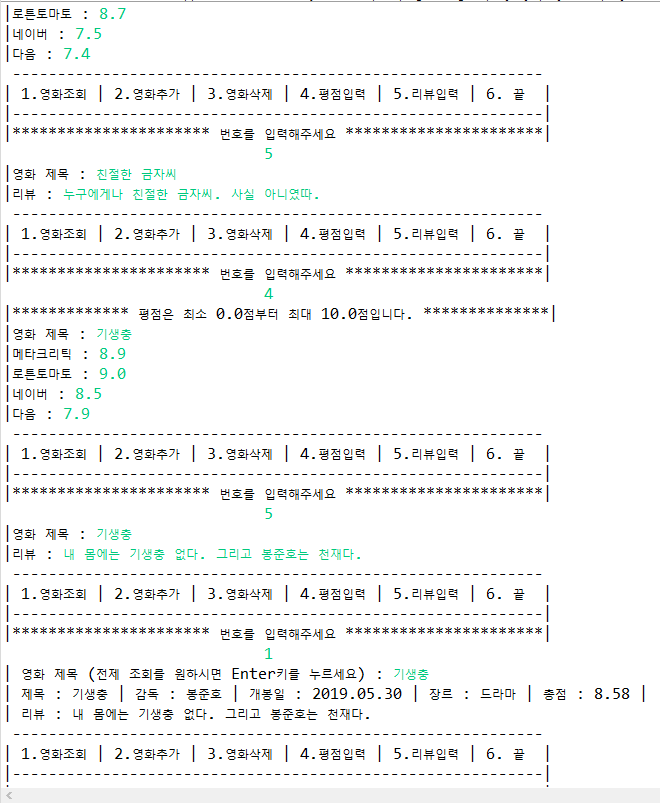 |로튼토마토 : 8.7
|네이버 : 7.5
|다음 : 7.4
-----------------------------------------------------------
| 1.영화조회 | 2.영화추가 | 3.영화삭제 | 4.평점입력 | 5.리뷰입력 | 6. 끝 |
|-----------------------------------------------------------|
|********************** 번호를 입력해주세요 **********************|
5
|영화 제목 : 친절한 금자씨
|리뷰 : 누구에게나 친절한 금자씨. 사실 아니였따.
-----------------------------------------------------------
| 1.영화조회 | 2.영화추가 | 3.영화삭제 | 4.평점입력 | 5.리뷰입력 | 6. 끝 |
|-----------------------------------------------------------|
|********************** 번호를 입력해주세요 **********************|
4
|************* 평점은 최소 0.0점부터 최대 10.0점입니다. **************|
|영화 제목 : 기생충
|메타크리틱 : 8.9
|로튼토마토 : 9.0
|네이버 : 8.5
|다음 : 7.9
-----------------------------------------------------------
| 1.영화조회 | 2.영화추가 | 3.영화삭제 | 4.평점입력 | 5.리뷰입력 | 6. 끝 |
|-----------------------------------------------------------|
|********************** 번호를 입력해주세요 **********************|
5
|영화 제목 : 기생충
|리뷰 : 내 몸에는 기생충 없다. 그리고 봉준호는 천재다.
-----------------------------------------------------------
| 1.영화조회 | 2.영화추가 | 3.영화삭제 | 4.평점입력 | 5.리뷰입력 | 6. 끝 |
|-----------------------------------------------------------|
|********************** 번호를 입력해주세요 **********************|
1
| 영화 제목 (전체 조회를 원하시면 Enter키를 누르세요) : 기생충
| 제목 : 기생충 | 감독 : 봉준호 | 개봉일 : 2019.05.30 | 장르 : 드라마 | 총점 : 8.58 |
| 리뷰 : 내 몸에는 기생충 없다. 그리고 봉준호는 천재다.
-----------------------------------------------------------
| 1.영화조회 | 2.영화추가 | 3.영화삭제 | 4.평점입력 | 5.리뷰입력 | 6. 끝 |
|-----------------------------------------------------------|